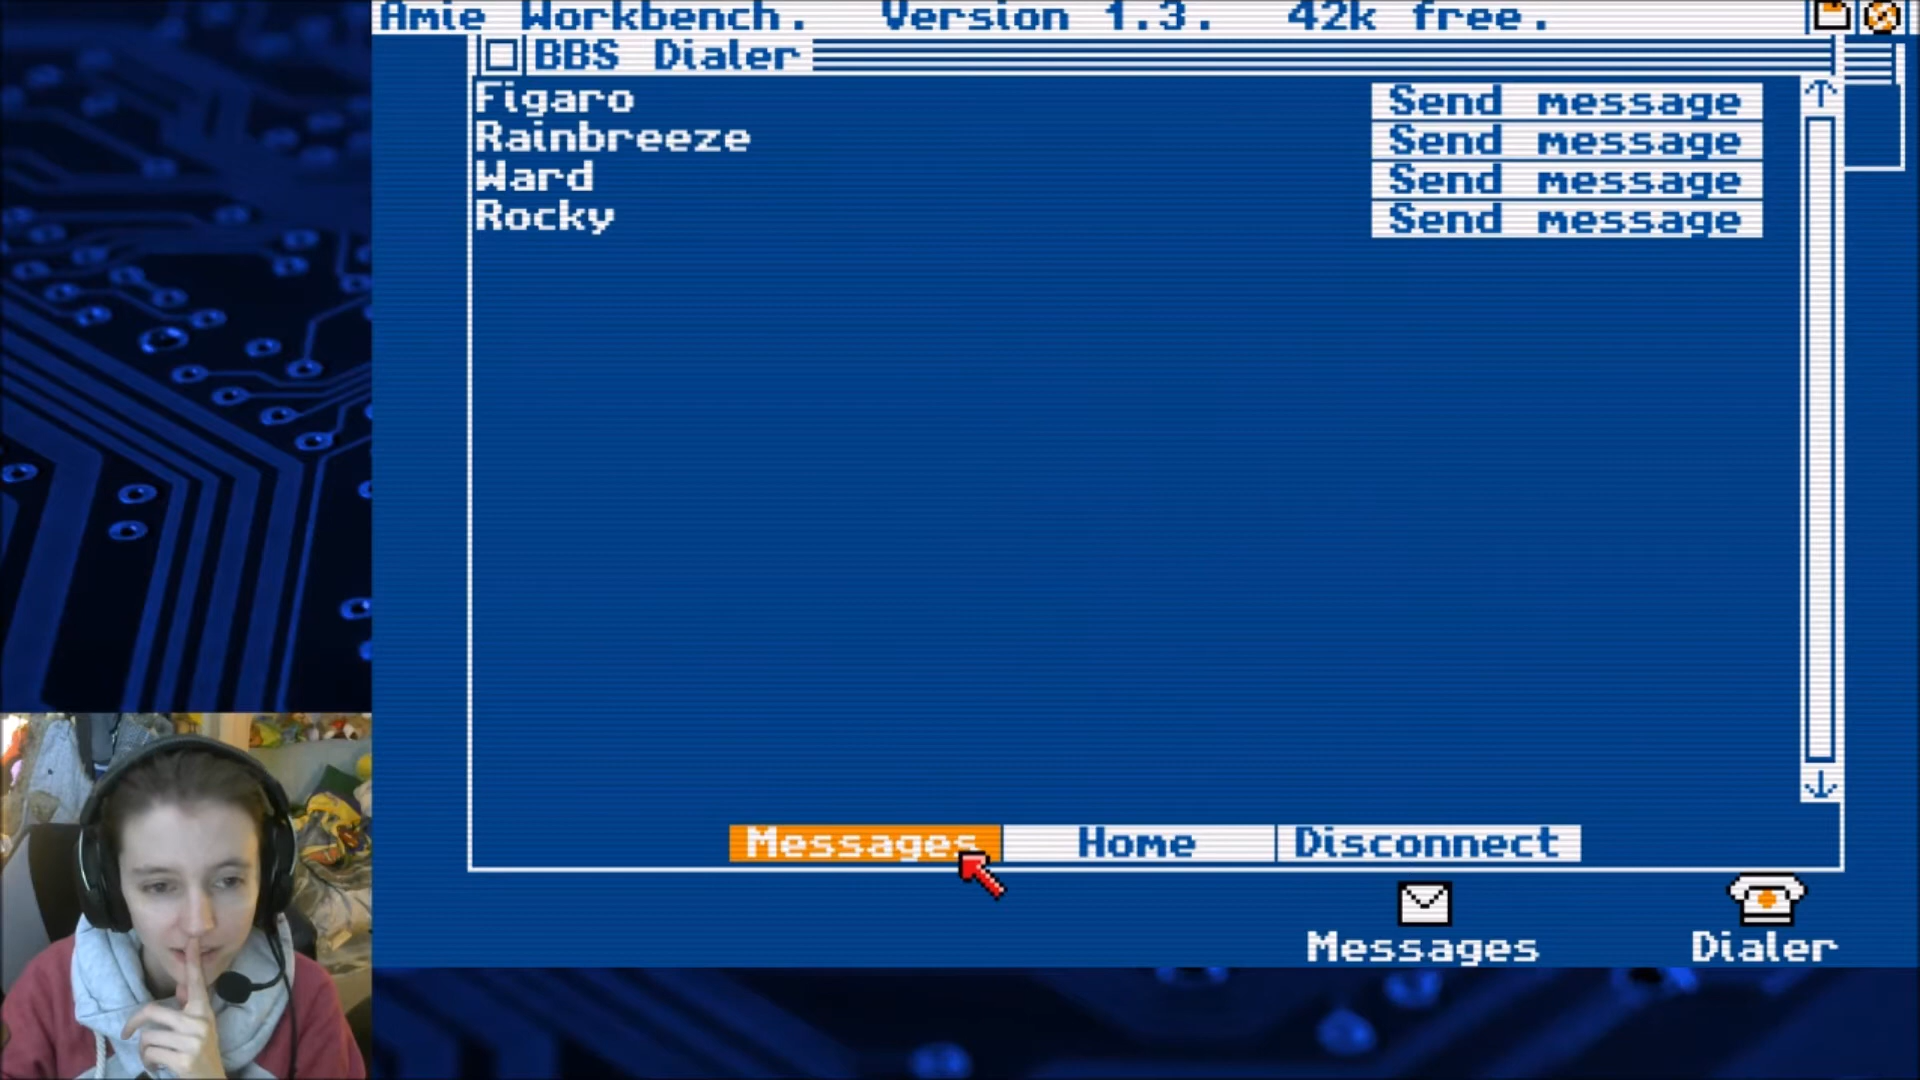 Amie Workbench. Version 1.3. 42k free.
BBS Dialer
Figaro Send message
Rainbreeze Send message
Ward Send message
Rocky Send message
Messages Home Disconnect
Messages Dialer